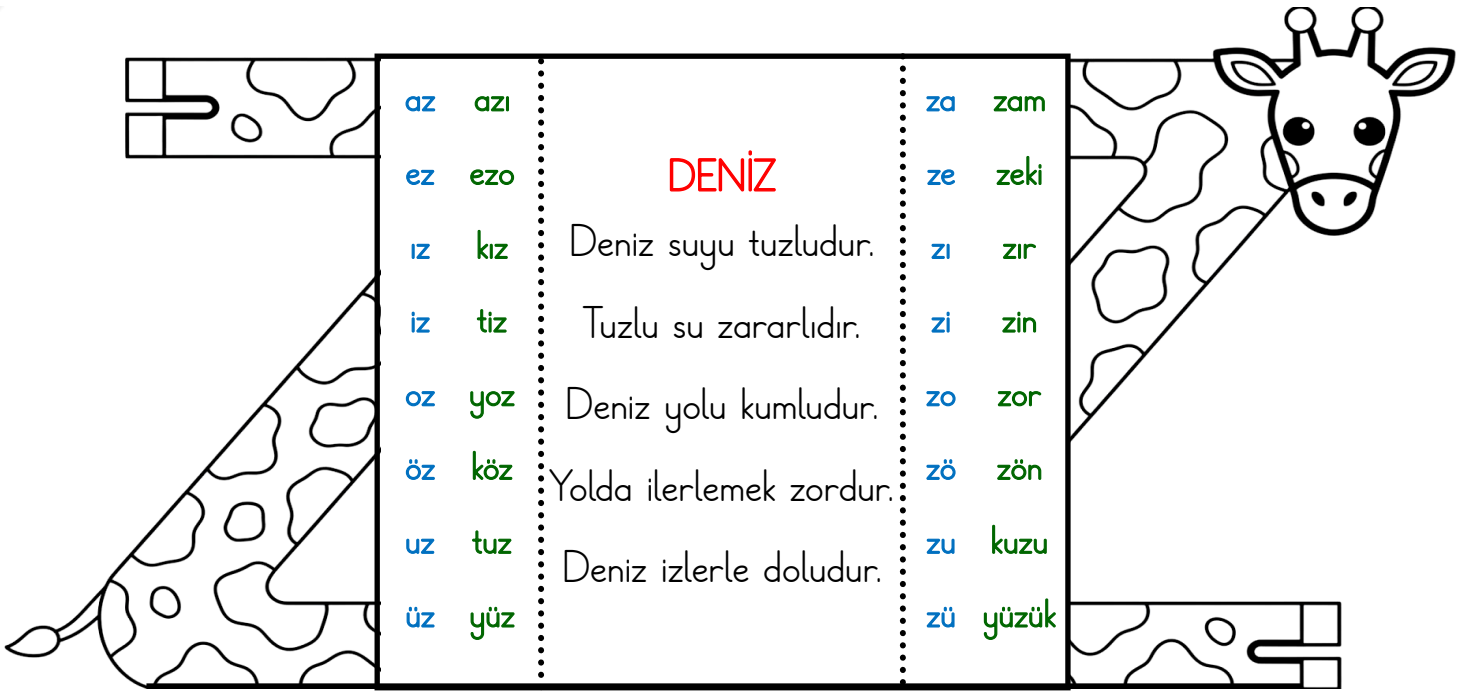 az azı
ez ezo
ız kız
iz tiz
oz yoz
öz köz
uz tuz
üz yüz
DENİZ
Deniz suyu tuzludur.
Tuzlu su zararlıdır.
Deniz yolu kumludur.
Yolda ilerlemek zordur.
Deniz izlerle doludur.
za zam
ze zeki
zı zır
zi zin
zo zor
zö zön
zu kuzu
zü yüzük